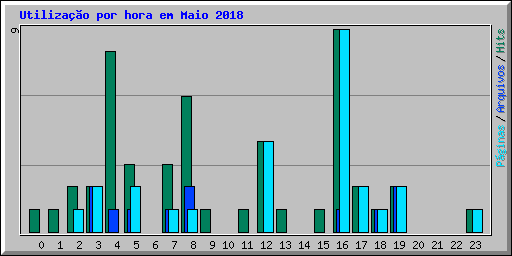 Utilização por hora em Maio 2018
9
Páginas / Arquivos / Hits
0 1 2 3 4 5 6 7 8 9 10 11 12 13 14 15 16 17 18 19 20 21 22 23